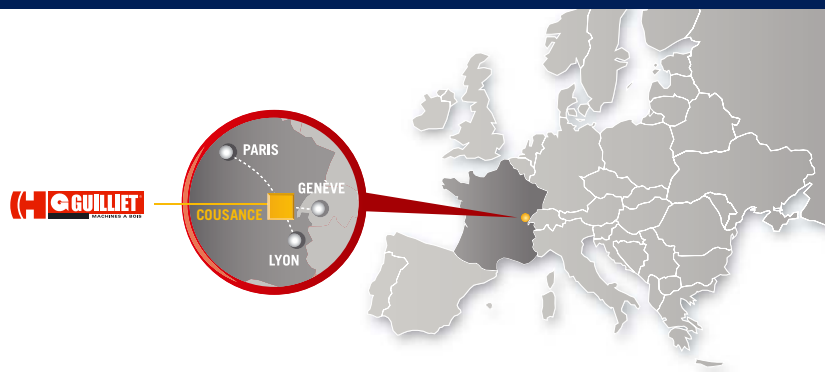 PARIS
GENÈVE
GUILLIET
MACHINES A BOIS
COUSANCE
LYON